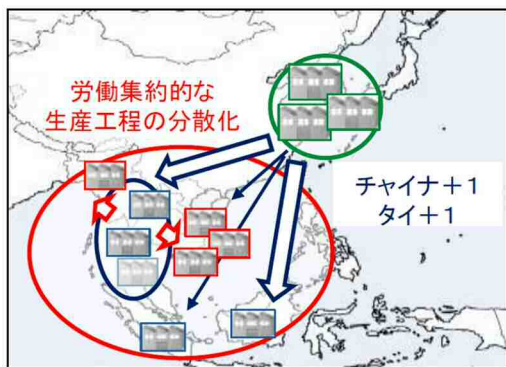 労働集約的な
生産工程の分散化
チャイナ＋１
タイ＋１